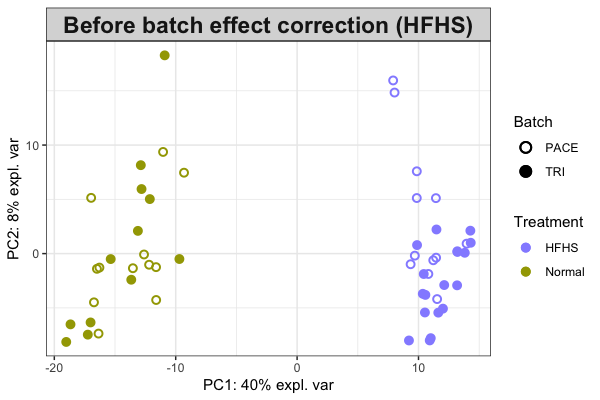 Before batch effect correction (HFHS)
PC2: 8% expl. var
10
0
-20
-10
0
10
PC1: 40% expl. var
Batch
PACE
TRI
Treatment
HFHS
Normal